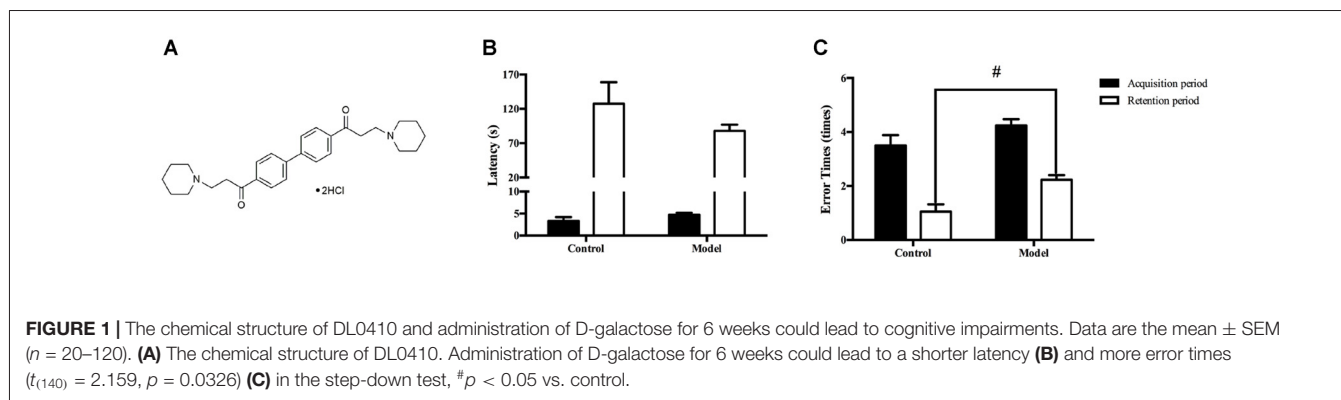 A
O
N
N
O
•2HCl
B
Latency (s)
170
120
70
20
10
5
0
Control
Model
C
Error Times (times)
6
4
2
0
#
Control
Model
Acquisition period
Retention period
FIGURE 1 | The chemical structure of DL0410 and administration of D-galactose for 6 weeks could lead to cognitive impairments. Data are the mean ± SEM
(n = 20–120). (A) The chemical structure of DL0410. Administration of D-galactose for 6 weeks could lead to a shorter latency (B) and more error times
(t(140) = 2.159, p = 0.0326) (C) in the step-down test, #p < 0.05 vs. control.